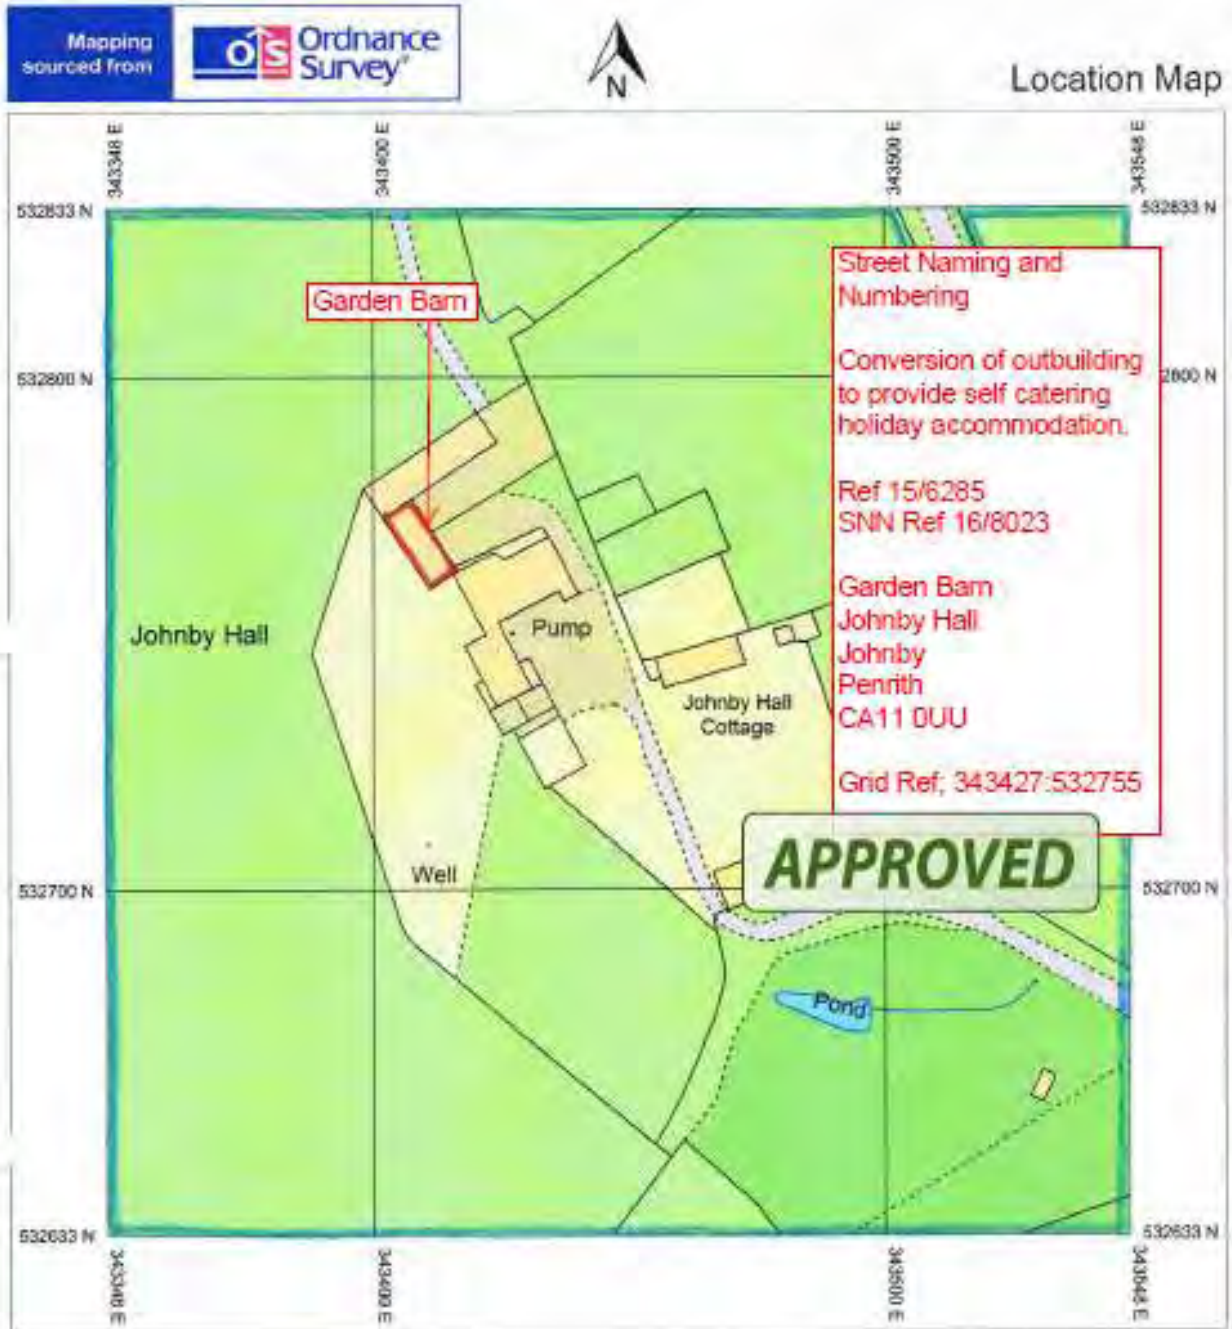 Mapping
sourced from
OS Ordnance
Survey®
N
Location Map
343348 E
343400 E
343500 E
343548 E
532833 N
532833 N
Garden Barn
Street Naming and
Numbering
Conversion of outbuilding
to provide self catering
holiday accommodation.
Ref 15/6285
SNN Ref 16/8023
Garden Barn
Johnby Hall
Johnby
Penrith
CA11 0UU
Grid Ref; 343427:532755
532800 N
2800 N
Johnby Hall
Pump
Johnby Hall
Cottage
APPROVED
Well
532700 N
532700 N
Pond
532633 N
532633 N
343348 E
343400 E
343500 E
343548 E